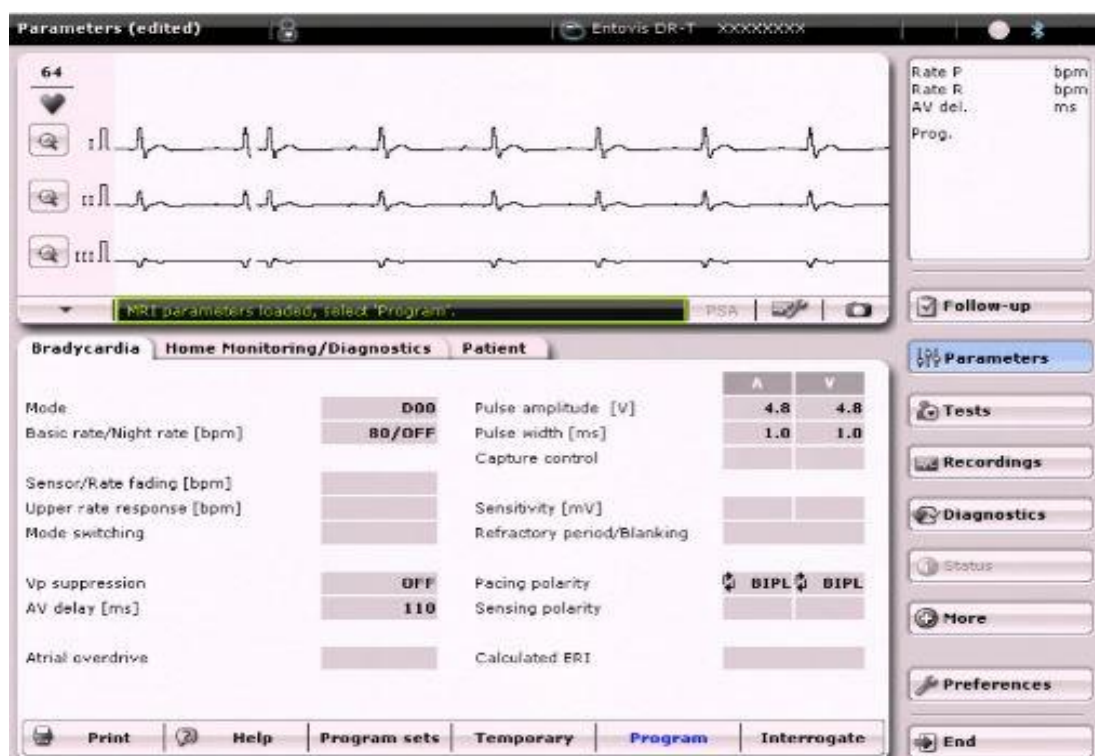 Parameters (edited)
Entovis DR-T XXXXXXXX
64
I
II
III
MRI parameters loaded, select 'Program'.
PSA
Rate P bpm
Rate R bpm
AV del. ms
Prog.
Follow-up
Parameters
Tests
Recordings
Diagnostics
Status
More
Preferences
End
Bradycardia Home Monitoring/Diagnostics Patient
A V
Mode D00 Pulse amplitude [V] 4.8 4.8
Basic rate/Night rate [bpm] 80/OFF Pulse width [ms] 1.0 1.0
Capture control
Sensor/Rate fading [bpm]
Upper rate response [bpm] Sensitivity [mV]
Mode switching Refractory period/Blanking
Vp suppression OFF Pacing polarity BIPL BIPL
AV delay [ms] 110 Sensing polarity
Atrial overdrive Calculated ERI
Print Help Program sets Temporary Program Interrogate